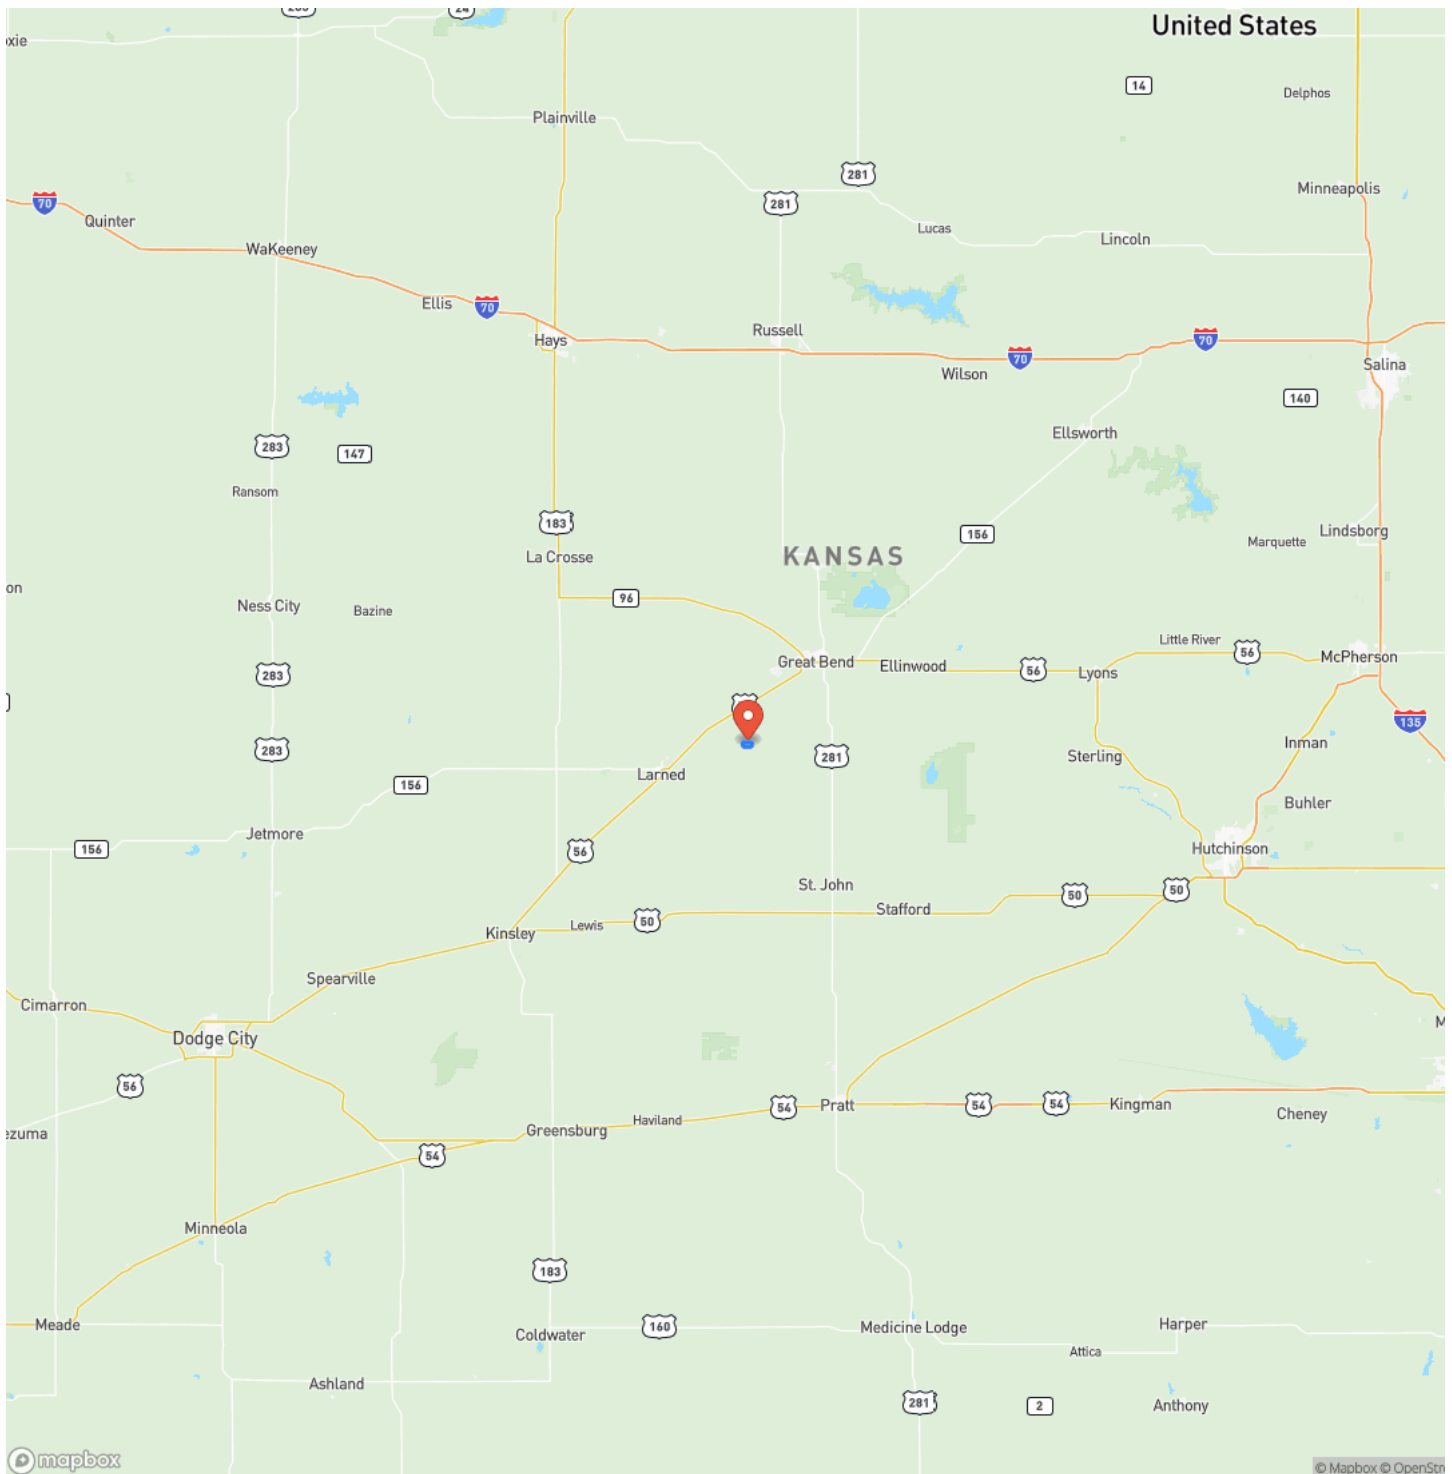 United States
283
24
oxie
14
Delphos
Plainville
281
Minneapolis
70
281
Quinter
Lucas
Lincoln
WaKeeney
Ellis
70
Russell
Hays
70
70
Wilson
Salina
140
Ellsworth
283
147
Ransom
183
Lindsborg
156
Marquette
La Crosse
KANSAS
on
96
Ness City
Bazine
Little River
56
McPherson
Great Bend
Ellinwood
56
Lyons
283
135
Inman
283
281
Sterling
Larned
156
Buhler
Jetmore
156
56
Hutchinson
St. John
50
50
Stafford
Lewis
50
Kinsley
Spearville
Cimarron
M
Dodge City
56
54
Pratt
54
54
Kingman
Cheney
Haviland
Greensburg
ezuma
54
Minneola
183
Meade
160
Medicine Lodge
Harper
Coldwater
Attica
Ashland
281
2
Anthony
mapbox
© Mapbox © OpenStr